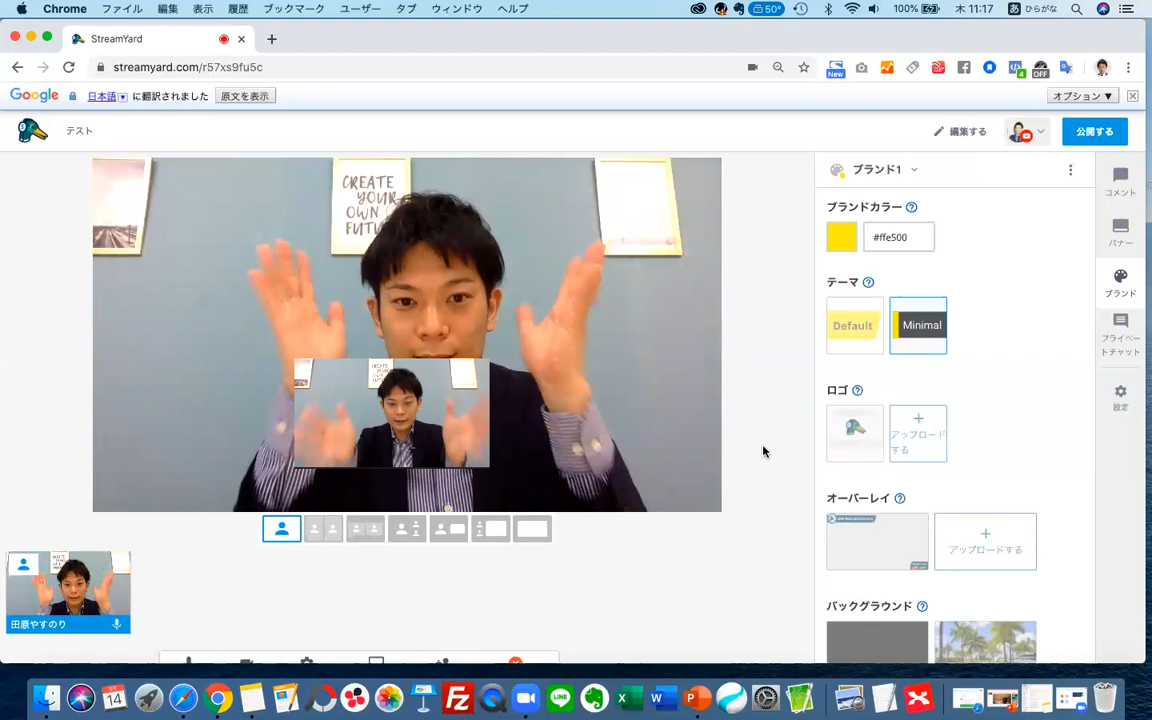 Chrome ファイル 編集 表示 履歴 ブックマーク ユーザー タブ ウィンドウ ヘルプ
50° 100% 木 11:17 あ ひらがな
StreamYard
streamyard.com/r57xs9fu5c
New 4 OFF
Google 日本語 に翻訳されました 原文を表示 オプション ▼
テスト 編集する 公開する
ブランド1
コメント
CREATE
YOUR
OWN
FUTURE
ブランドカラー
#ffe500
バナー
テーマ
ブランド
Default Minimal
プライベー
トチャット
ロゴ
設定
アップロード
する
オーバーレイ
アップロードする
バックグラウンド
田原やすのり
14
LINE